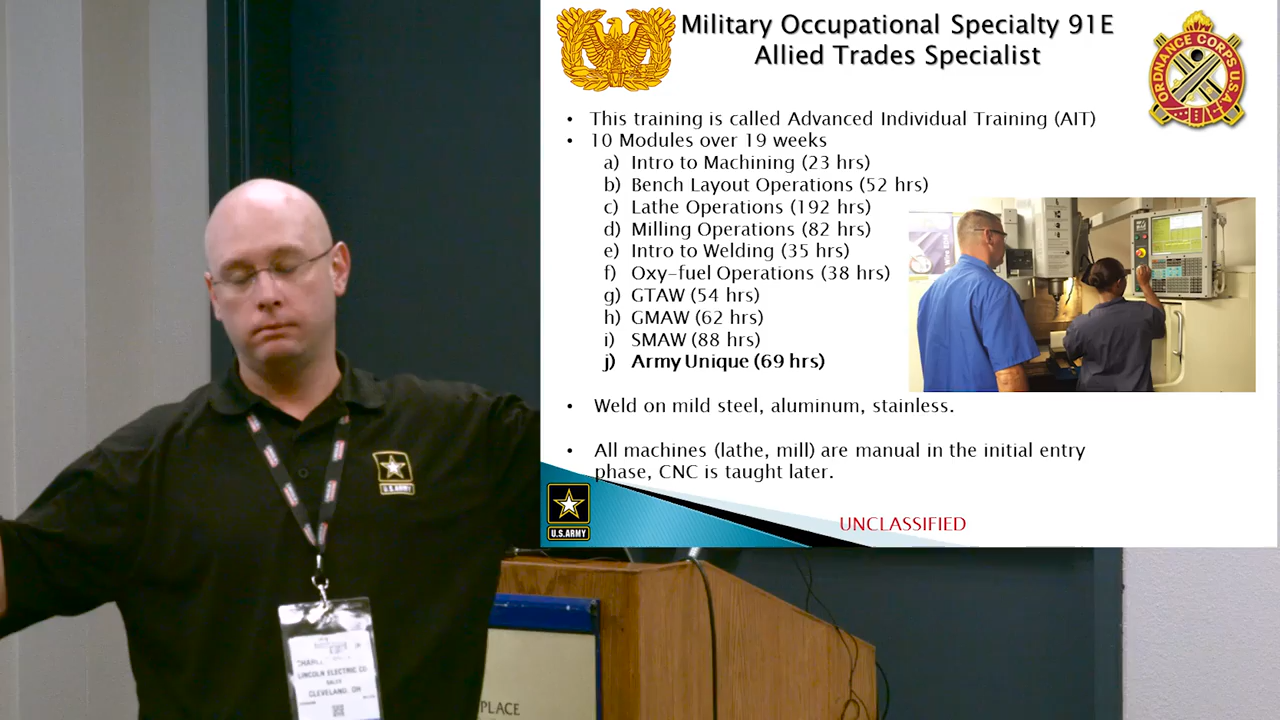 Military Occupational Specialty 91E
Allied Trades Specialist
ORDNANCE CORPS U.S.A.
• This training is called Advanced Individual Training (AIT)
• 10 Modules over 19 weeks
a) Intro to Machining (23 hrs)
b) Bench Layout Operations (52 hrs)
c) Lathe Operations (192 hrs)
d) Milling Operations (82 hrs)
e) Intro to Welding (35 hrs)
f) Oxy-fuel Operations (38 hrs)
g) GTAW (54 hrs)
h) GMAW (62 hrs)
i) SMAW (88 hrs)
j) Army Unique (69 hrs)
• Weld on mild steel, aluminum, stainless.
• All machines (lathe, mill) are manual in the initial entry
phase, CNC is taught later.
U.S.ARMY
UNCLASSIFIED
U.S.ARMY
LINCOLN ELECTRIC CO
CLEVELAND, OH
PLACE